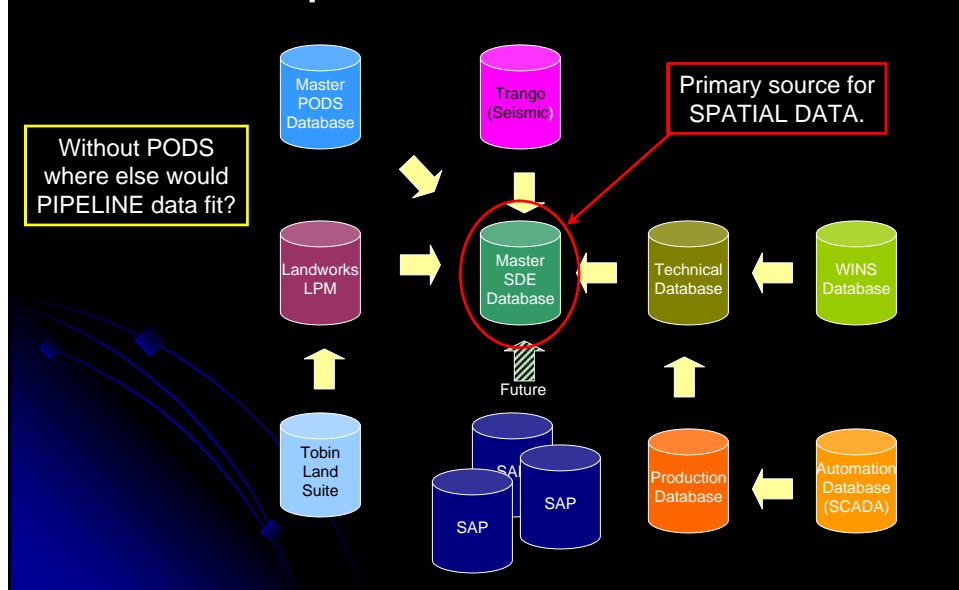 Master
PODS
Database
Trango
(Seismic)
Primary source for
SPATIAL DATA.
Without PODS
where else would
PIPELINE data fit?
Landworks
LPM
Master
SDE
Database
Technical
Database
WINS
Database
Future
Tobin
Land
Suite
SAP
SAP
Production
Database
Automation
Database
(SCADA)